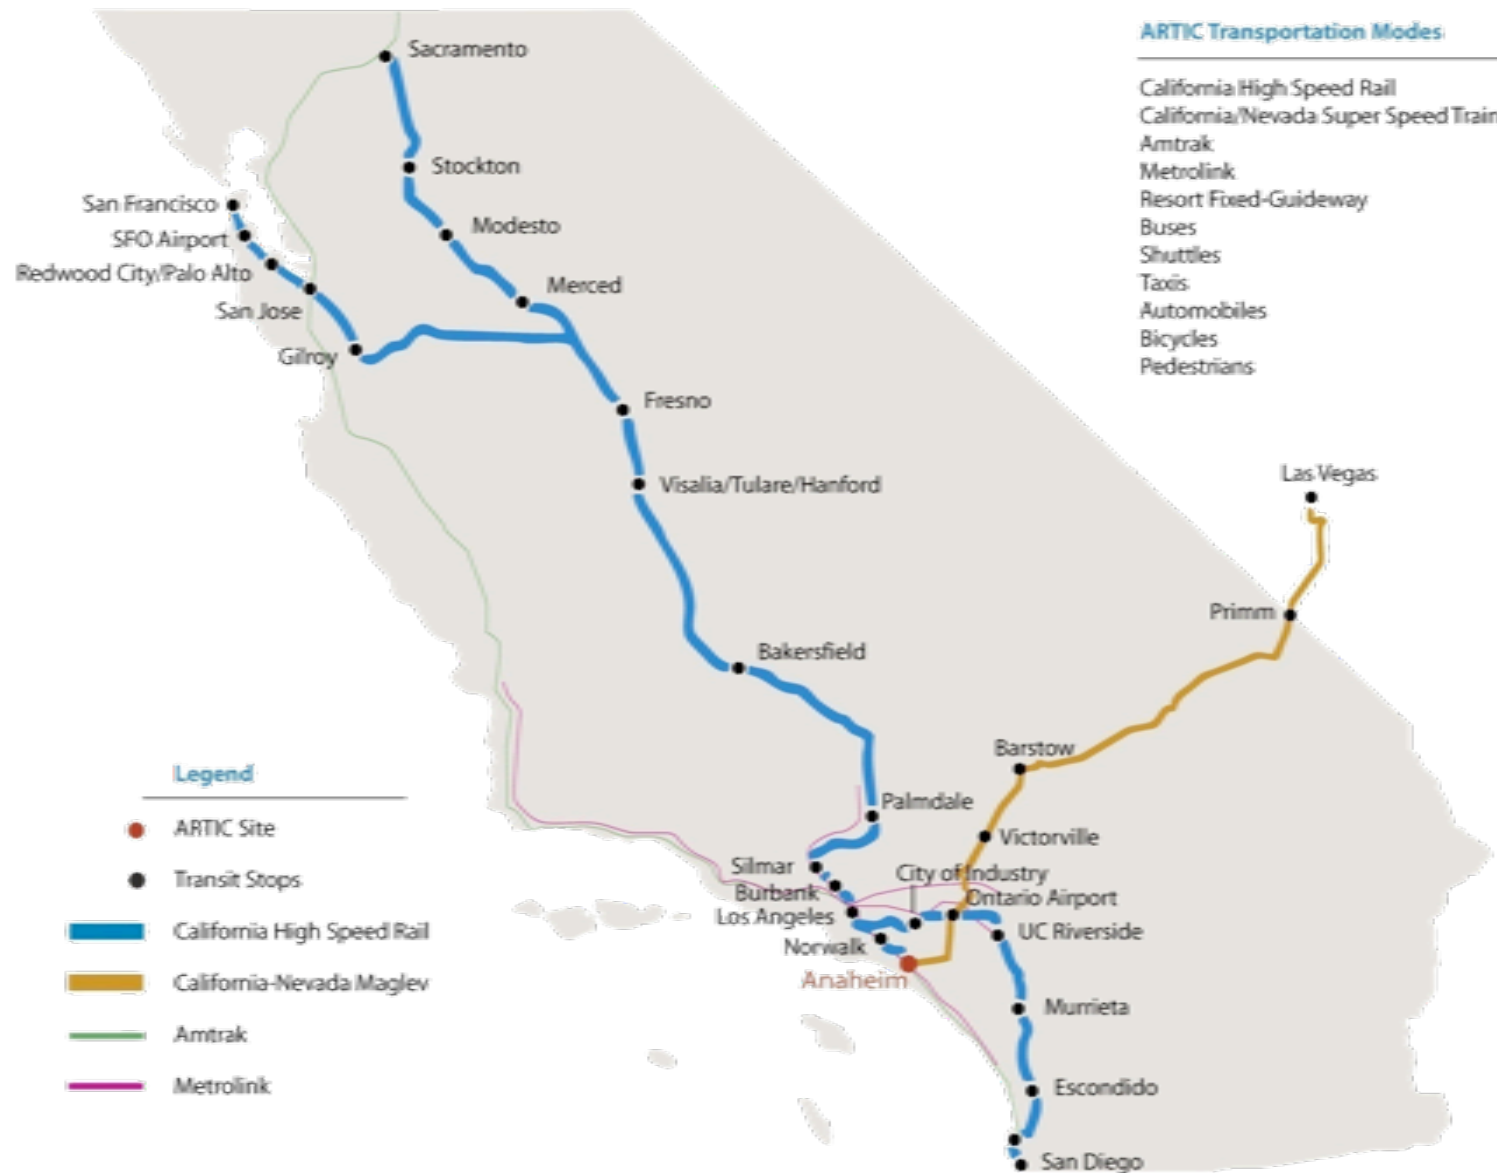 ARTIC Transportation Modes
California High Speed Rail
California/Nevada Super Speed Train
Amtrak
Metrolink
Resort Fixed-Guideway
Buses
Shuttles
Taxis
Automobiles
Bicycles
Pedestrians
Sacramento
Stockton
San Francisco
SFO Airport
Modesto
Redwood City/Palo Alto
Merced
San Jose
Gilroy
Fresno
Las Vegas
Visalia/Tulare/Hanford
Primm
Bakersfield
Barstow
Palmdale
Victorville
Silmar
City of Industry
Burbank
Ontario Airport
Los Angeles
UC Riverside
Norwalk
Anaheim
Murrieta
Escondido
San Diego
Legend
ARTIC Site
Transit Stops
California High Speed Rail
California-Nevada Maglev
Amtrak
Metrolink